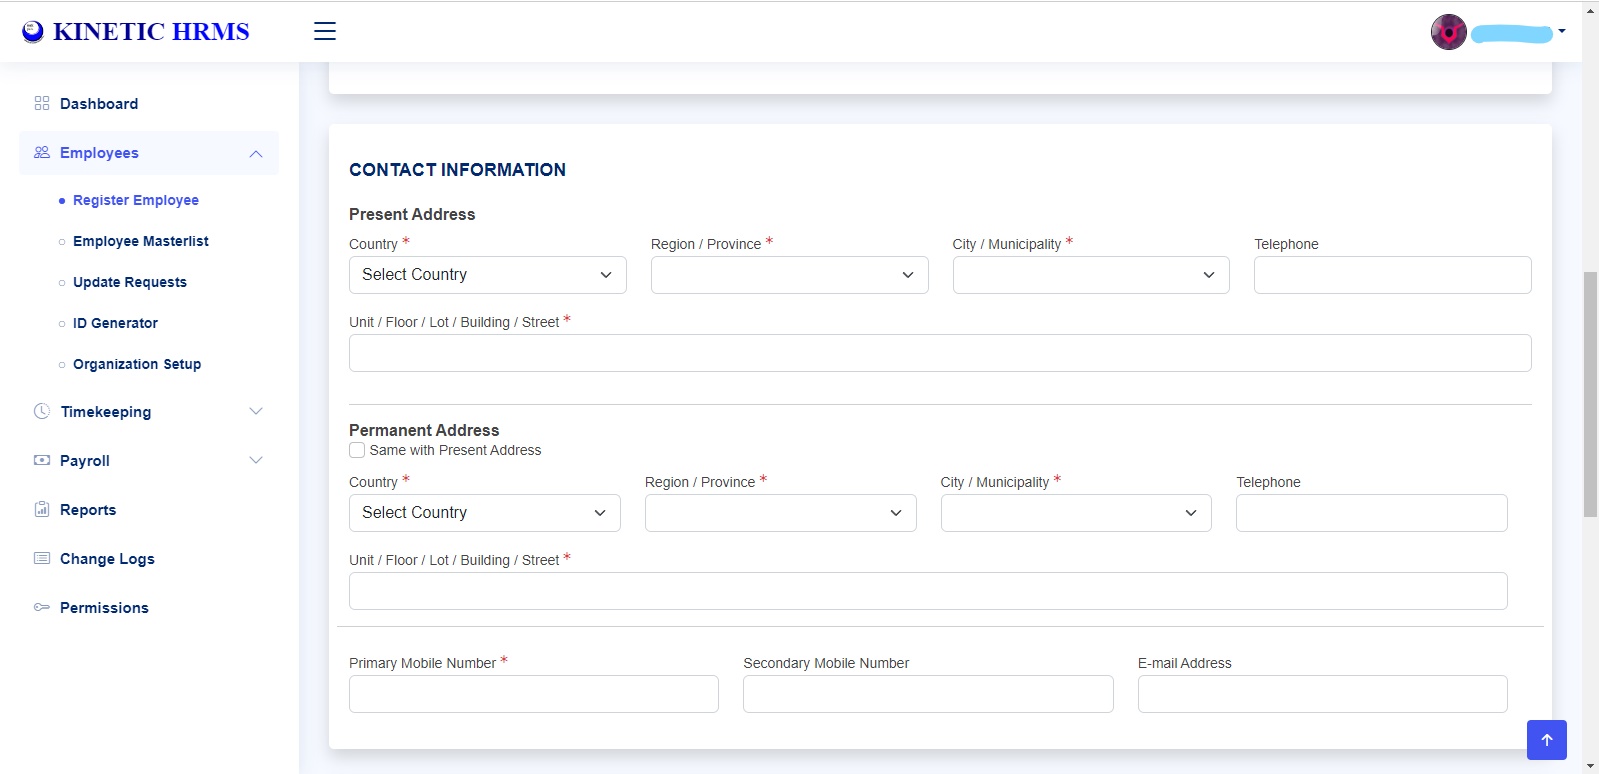 KINETIC HRMS
Dashboard
Employees
Register Employee
Employee Masterlist
Update Requests
ID Generator
Organization Setup
Timekeeping
Payroll
Reports
Change Logs
Permissions
CONTACT INFORMATION
Present Address
Country * Region / Province * City / Municipality * Telephone
Select Country
Unit / Floor / Lot / Building / Street *
Permanent Address
Same with Present Address
Country * Region / Province * City / Municipality * Telephone
Select Country
Unit / Floor / Lot / Building / Street *
Primary Mobile Number * Secondary Mobile Number E-mail Address